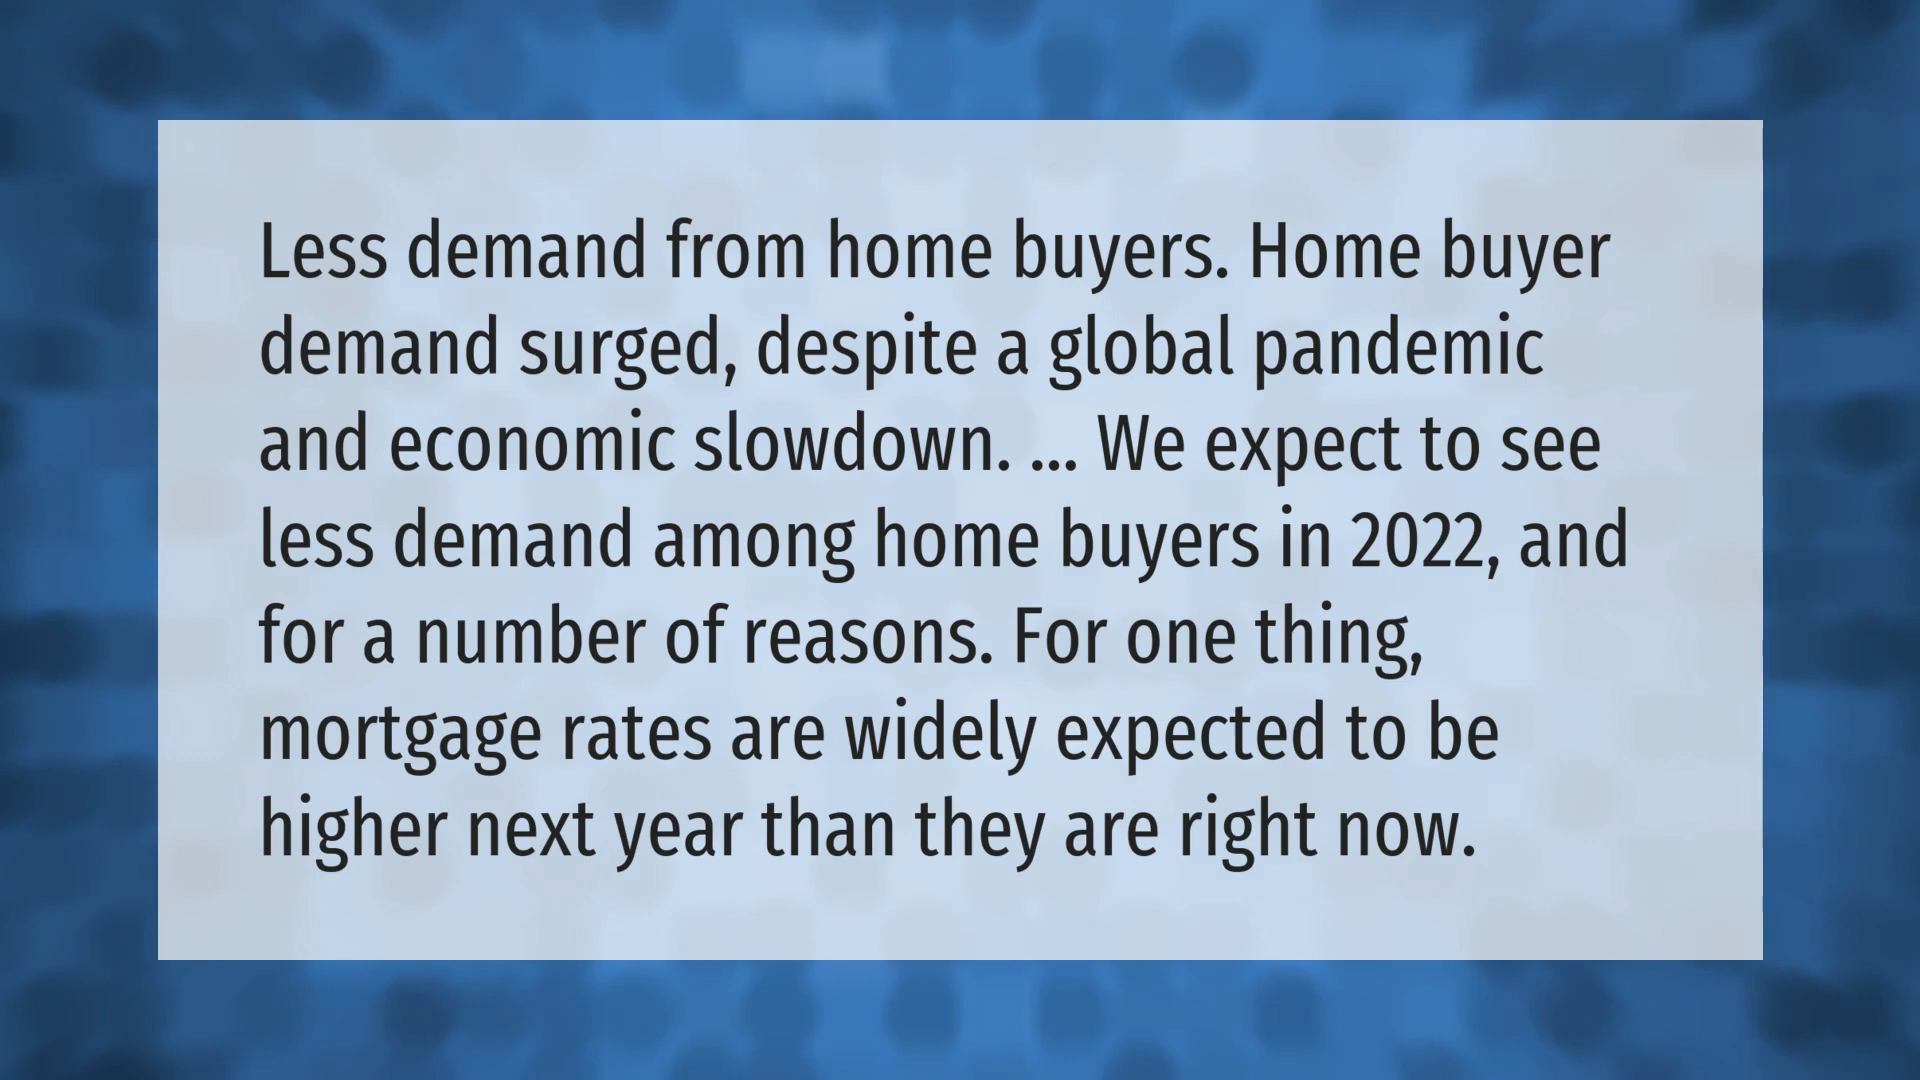 Less demand from home buyers. Home buyer
demand surged, despite a global pandemic
and economic slowdown. ... We expect to see
less demand among home buyers in 2022, and
for a number of reasons. For one thing,
mortgage rates are widely expected to be
higher next year than they are right now.